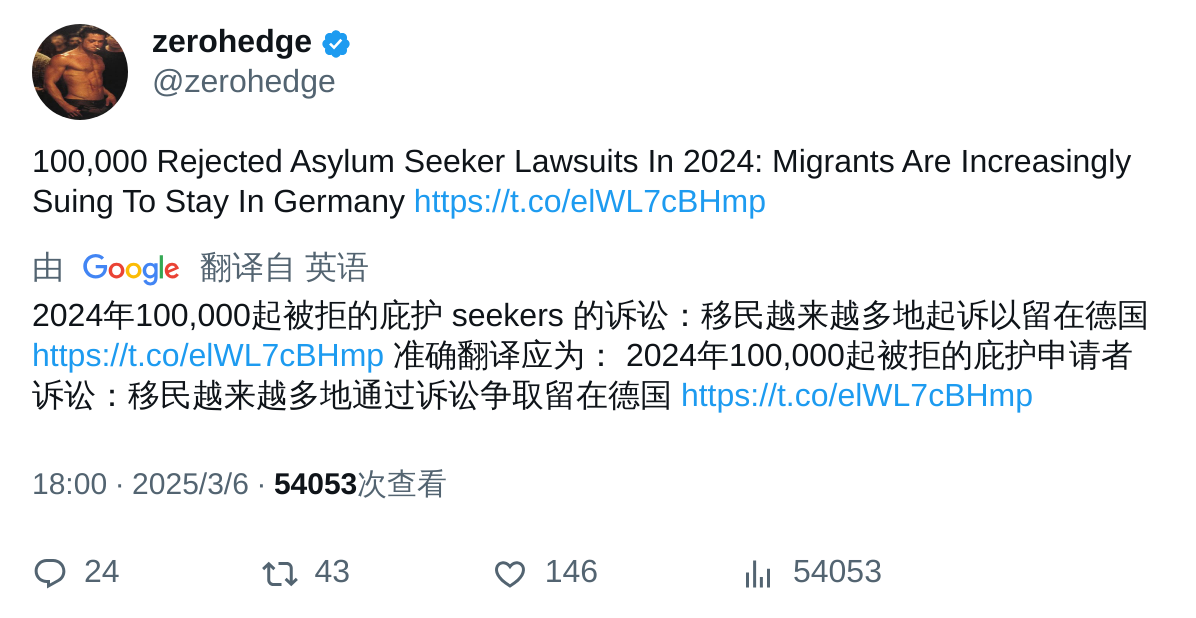 zerohedge
@zerohedge
100,000 Rejected Asylum Seeker Lawsuits In 2024: Migrants Are Increasingly
Suing To Stay In Germany https://t.co/elWL7cBHmp
由 Google 翻译自 英语
2024年100,000起被拒的庇护 seekers 的诉讼：移民越来越多地起诉以留在德国
https://t.co/elWL7cBHmp 准确翻译应为： 2024年100,000起被拒的庇护申请者
诉讼：移民越来越多地通过诉讼争取留在德国 https://t.co/elWL7cBHmp
18:00 · 2025/3/6 · 54053次查看
24 43 146 54053